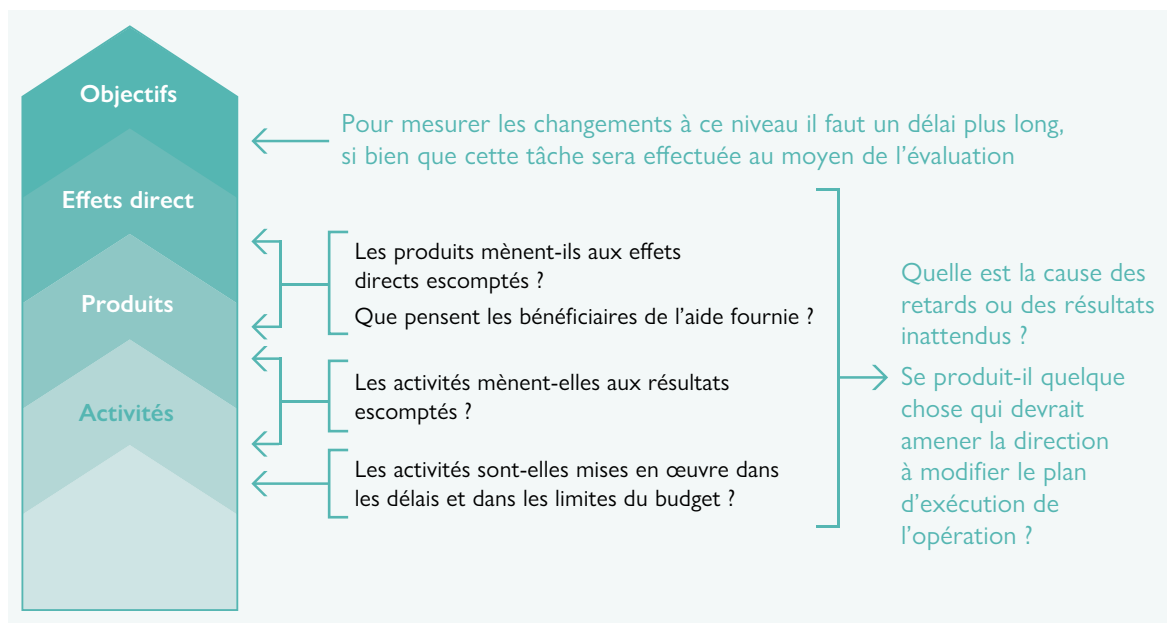 Objectifs
Pour mesurer les changements à ce niveau il faut un délai plus long,
si bien que cette tâche sera effectuée au moyen de l’évaluation
Effets direct
Les produits mènent-ils aux effets
directs escomptés ?
Que pensent les bénéficiaires de l’aide fournie ?
Produits
Les activités mènent-elles aux résultats
escomptés ?
Activités
Les activités sont-elles mises en œuvre dans
les délais et dans les limites du budget ?
Quelle est la cause des
retards ou des résultats
inattendus ?
Se produit-il quelque
chose qui devrait
amener la direction
à modifier le plan
d’exécution de
l’opération ?